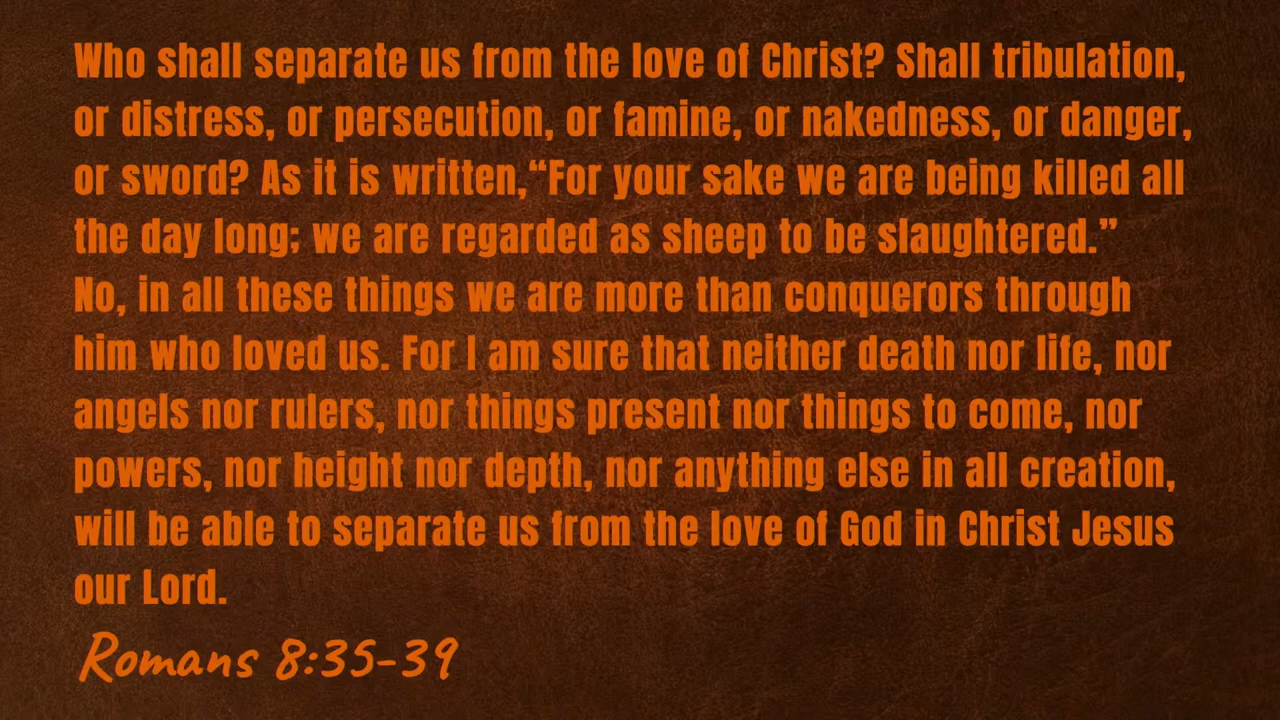 Who shall separate us from the love of Christ? Shall tribulation,
or distress, or persecution, or famine, or nakedness, or danger,
or sword? As it is written,“For your sake we are being killed all
the day long; we are regarded as sheep to be slaughtered.”
No, in all these things we are more than conquerors through
him who loved us. For I am sure that neither death nor life, nor
angels nor rulers, nor things present nor things to come, nor
powers, nor height nor depth, nor anything else in all creation,
will be able to separate us from the love of God in Christ Jesus
our Lord.
Romans 8:35-39